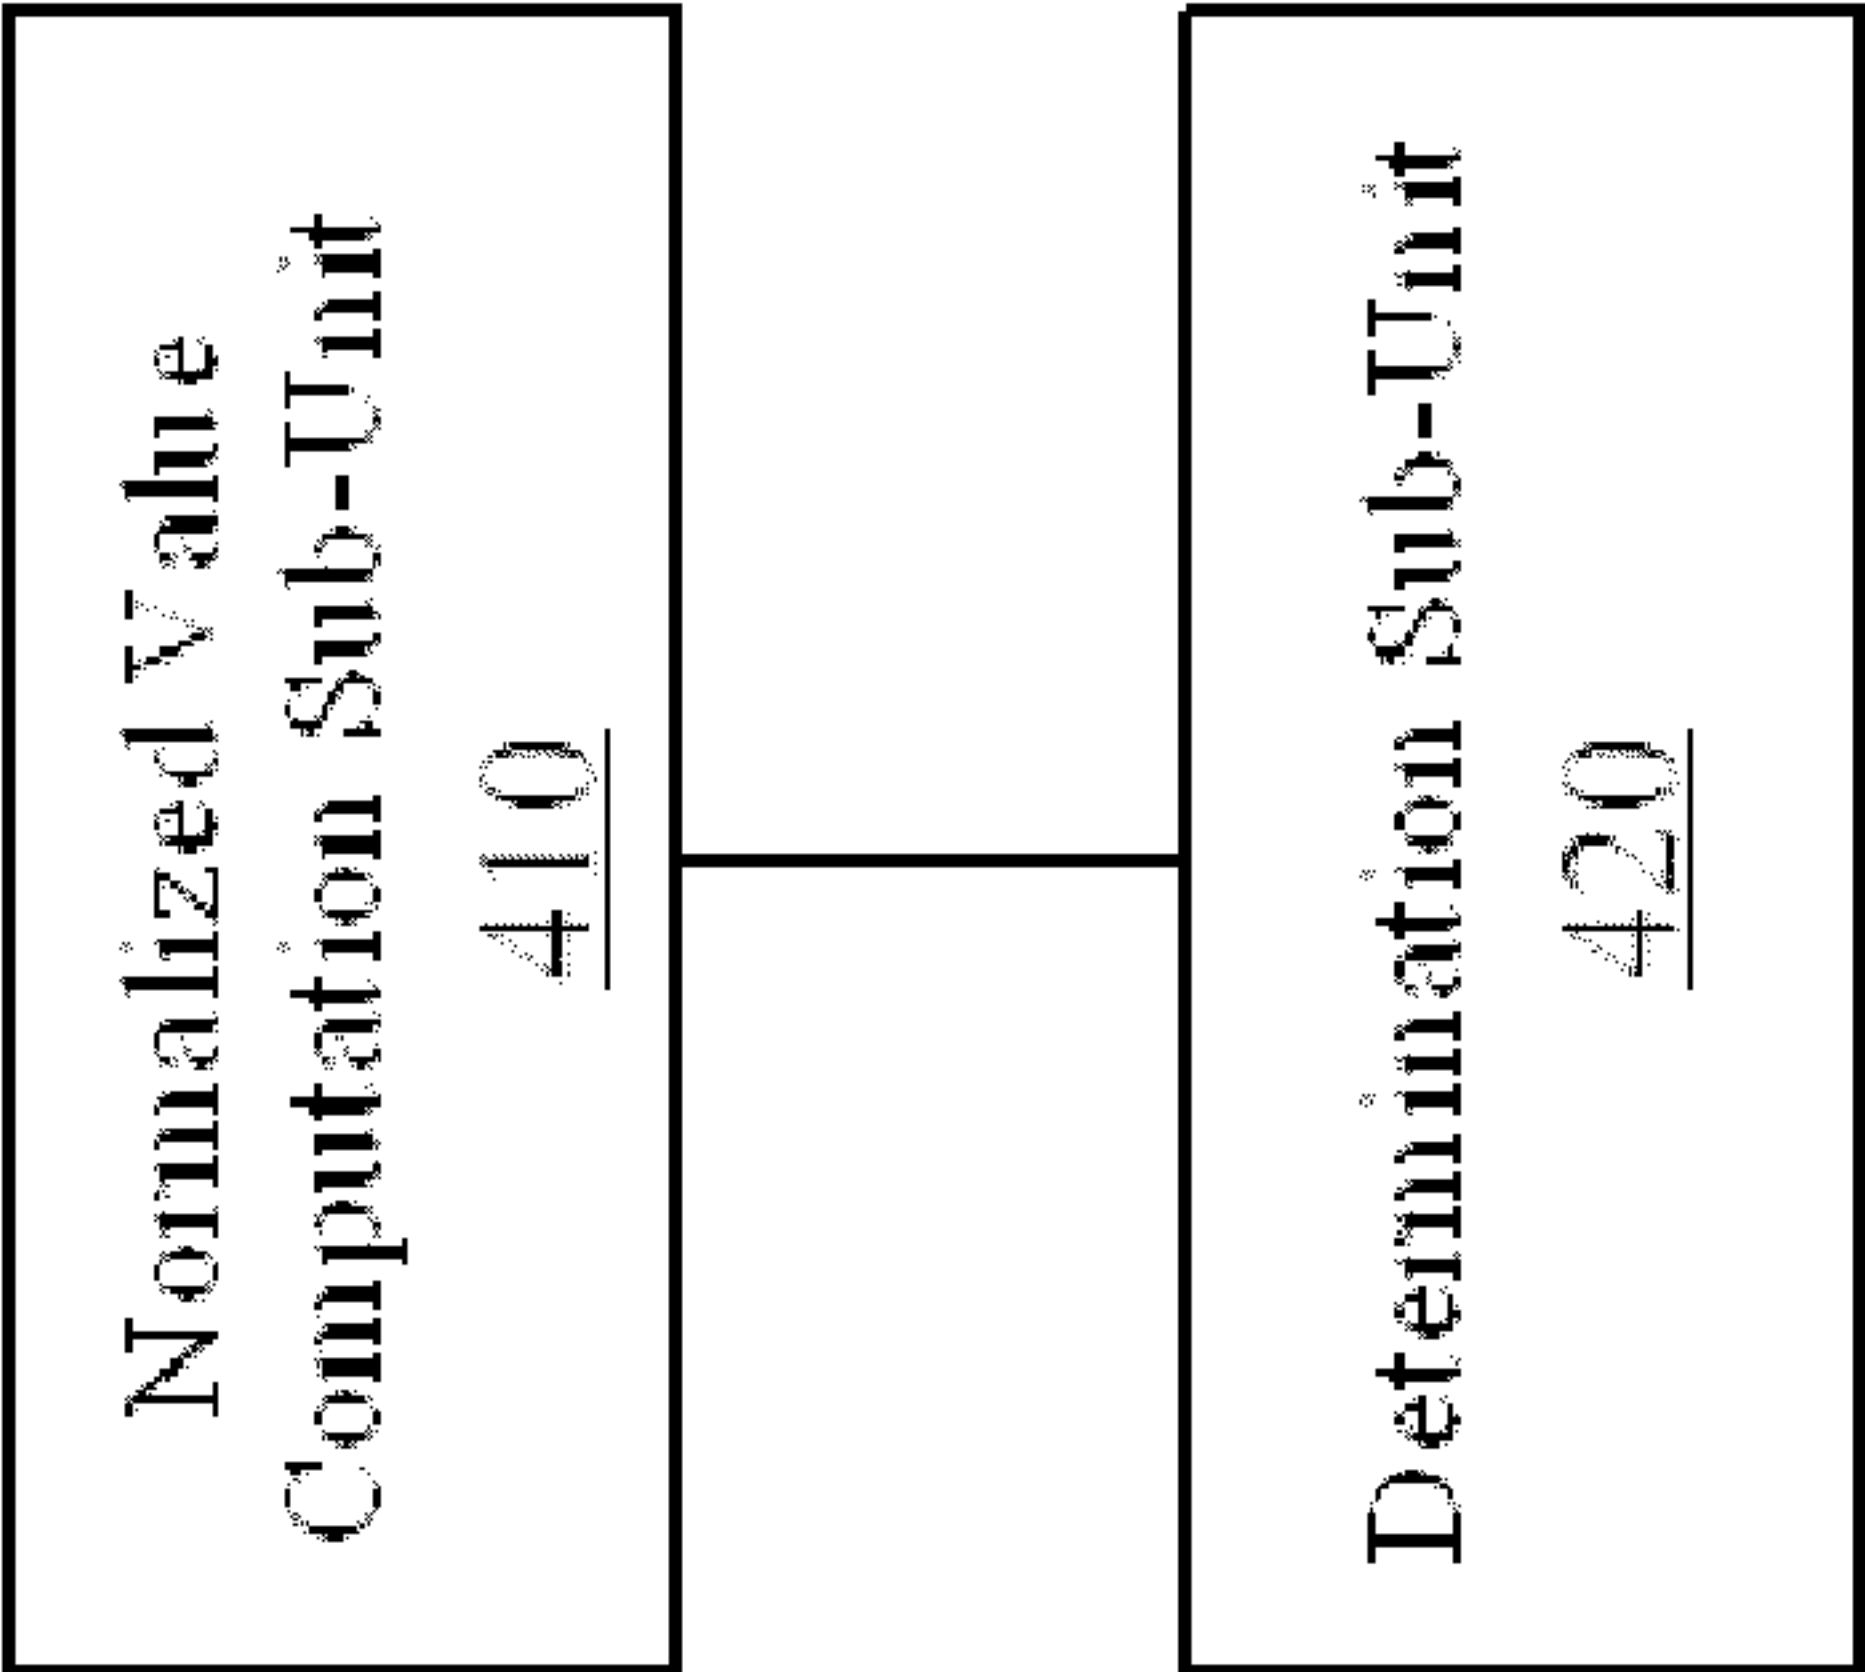 Normalized Value
Computation Sub-Unit
410
Determination Sub-Unit
420